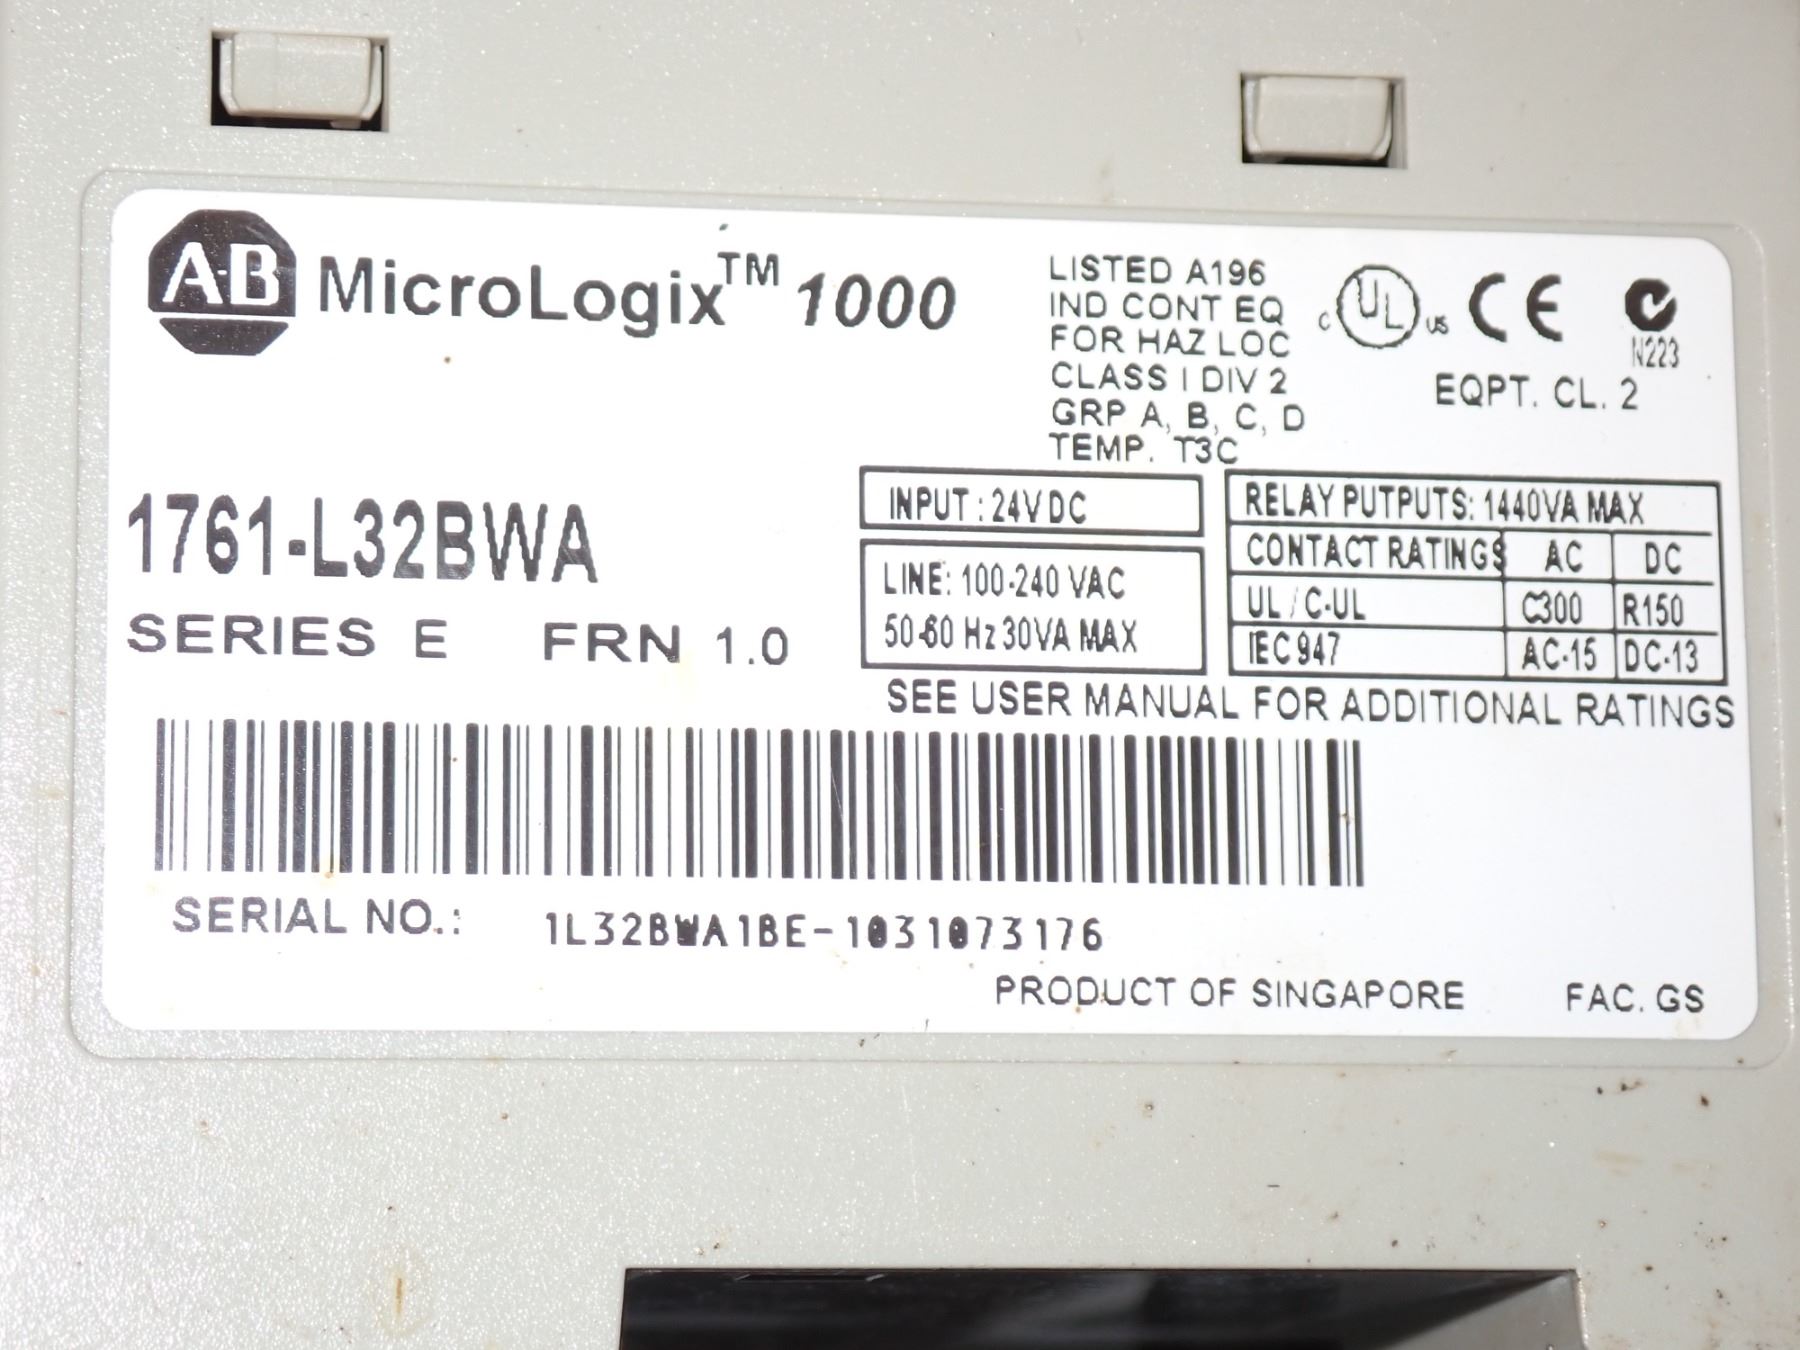 A-B MicroLogix™ 1000
LISTED A196
IND CONT EQ
FOR HAZ LOC
CLASS I DIV 2
GRP A, B, C, D
TEMP. T3C
c UL us CE
N223
EQPT. CL. 2
1761-L32BWA
SERIES E FRN 1.0
INPUT : 24V DC
LINE: 100-240 VAC
50-60 Hz 30VA MAX
RELAY PUTPUTS: 1440VA MAX
CONTACT RATINGS AC DC
UL / C-UL C300 R150
IEC 947 AC-15 DC-13
SEE USER MANUAL FOR ADDITIONAL RATINGS
SERIAL NO.: 1L32BWA1BE-1031073176
PRODUCT OF SINGAPORE FAC. GS